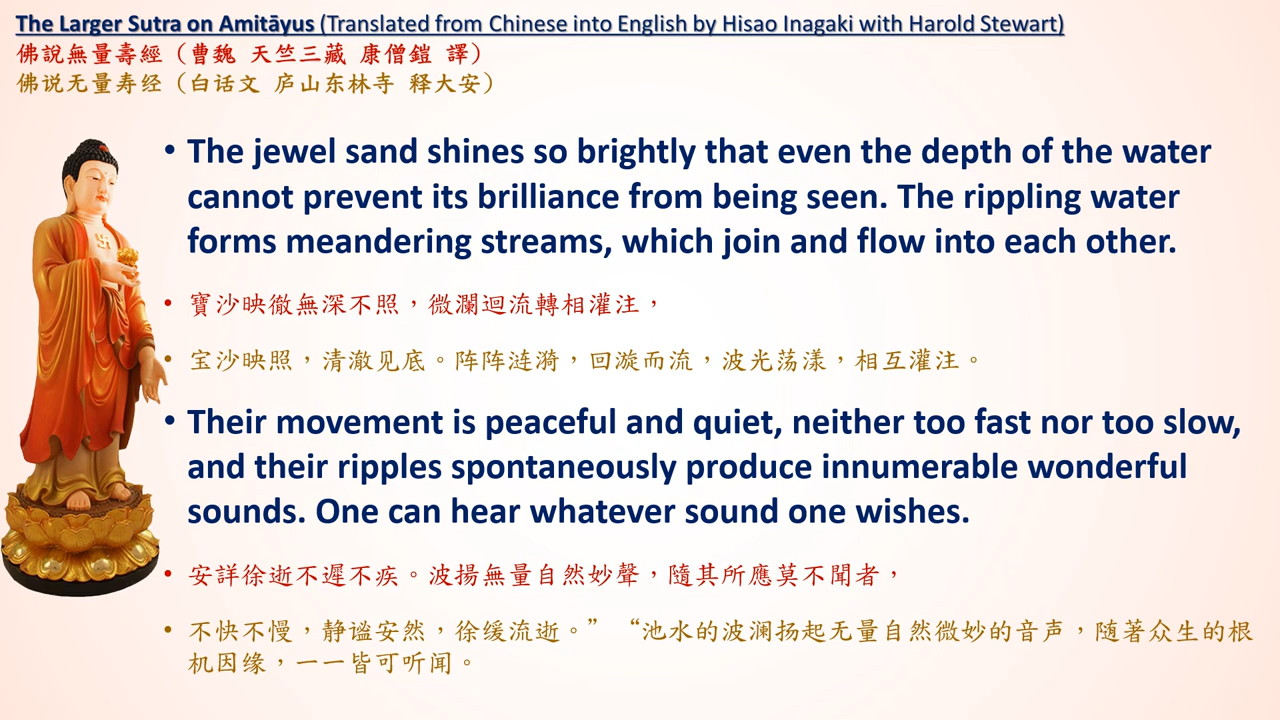 The Larger Sutra on Amitāyus (Translated from Chinese into English by Hisao Inagaki with Harold Stewart)
佛說無量壽經（曹魏 天竺三藏 康僧鎧 譯）
佛说无量寿经（白话文 庐山东林寺 释大安）
• The jewel sand shines so brightly that even the depth of the water
cannot prevent its brilliance from being seen. The rippling water
forms meandering streams, which join and flow into each other.
• 寶沙映徹無深不照，微瀾迴流轉相灌注，
• 宝沙映照，清澈见底。阵阵涟漪，回漩而流，波光荡漾，相互灌注。
• Their movement is peaceful and quiet, neither too fast nor too slow,
and their ripples spontaneously produce innumerable wonderful
sounds. One can hear whatever sound one wishes.
• 安詳徐逝不遲不疾。波揚無量自然妙聲，隨其所應莫不聞者，
• 不快不慢，静谧安然，徐缓流逝。” “池水的波澜扬起无量自然微妙的音声，随著众生的根
机因缘，一一皆可听闻。